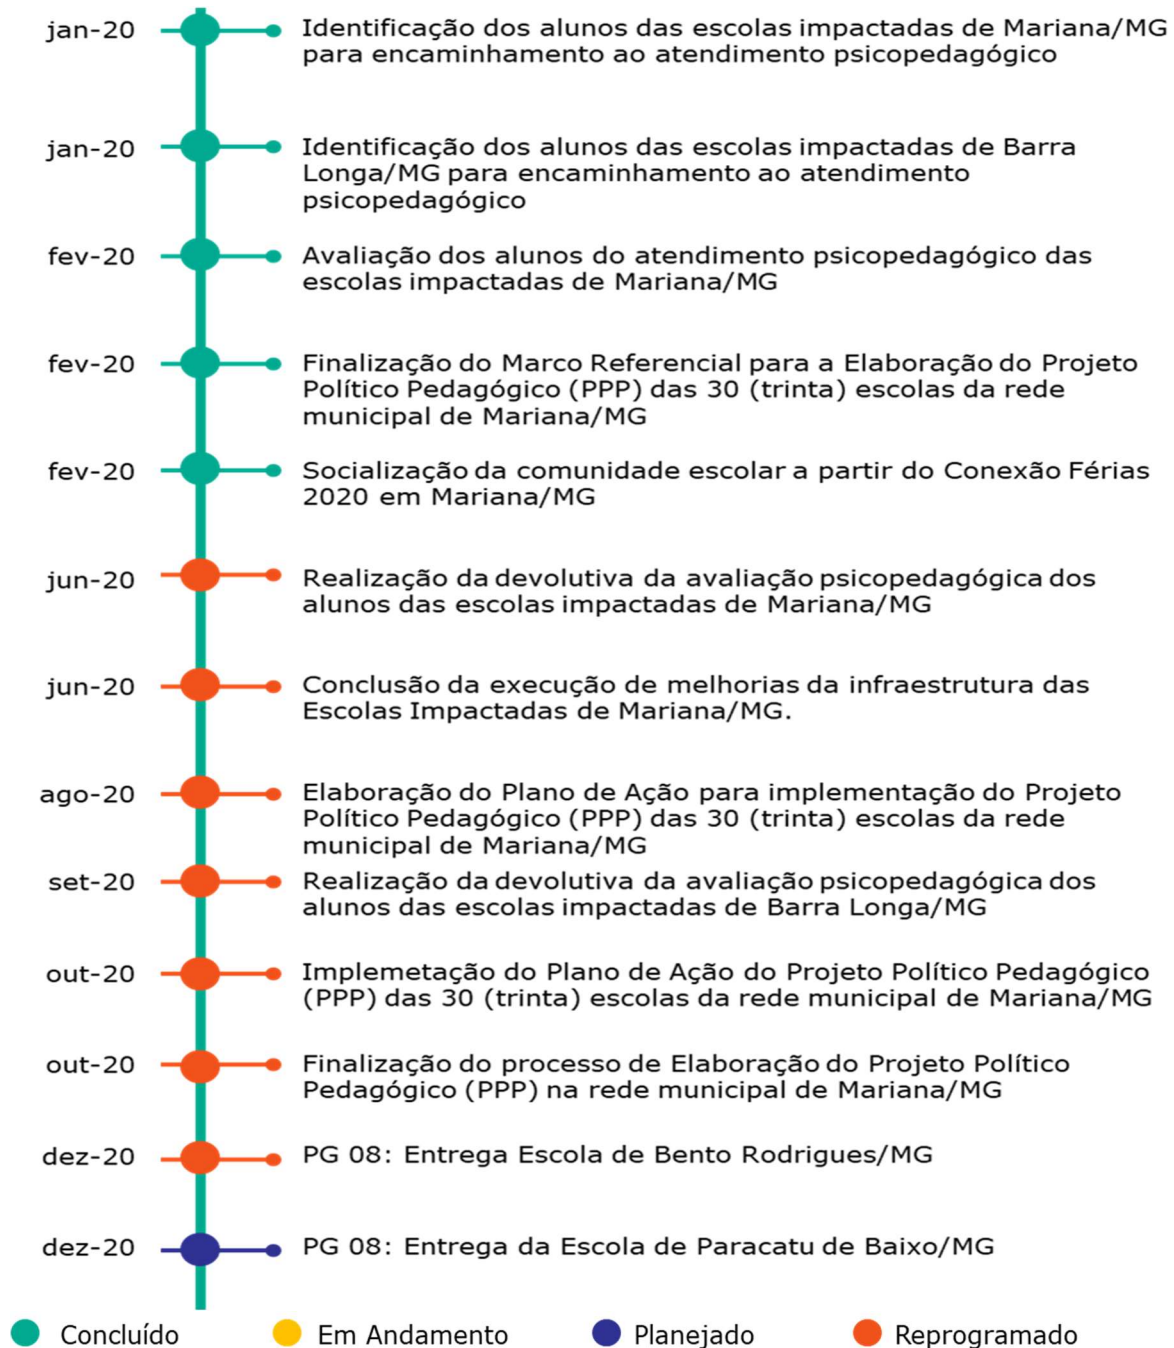 jan-20 Identificação dos alunos das escolas impactadas de Mariana/MG
para encaminhamento ao atendimento psicopedagógico
jan-20 Identificação dos alunos das escolas impactadas de Barra
Longa/MG para encaminhamento ao atendimento
psicopedagógico
fev-20 Avaliação dos alunos do atendimento psicopedagógico das
escolas impactadas de Mariana/MG
fev-20 Finalização do Marco Referencial para a Elaboração do Projeto
Político Pedagógico (PPP) das 30 (trinta) escolas da rede
municipal de Mariana/MG
fev-20 Socialização da comunidade escolar a partir do Conexão Férias
2020 em Mariana/MG
jun-20 Realização da devolutiva da avaliação psicopedagógica dos
alunos das escolas impactadas de Mariana/MG
jun-20 Conclusão da execução de melhorias da infraestrutura das
Escolas Impactadas de Mariana/MG.
ago-20 Elaboração do Plano de Ação para implementação do Projeto
Político Pedagógico (PPP) das 30 (trinta) escolas da rede
municipal de Mariana/MG
set-20 Realização da devolutiva da avaliação psicopedagógica dos
alunos das escolas impactadas de Barra Longa/MG
out-20 Implemetação do Plano de Ação do Projeto Político Pedagógico
(PPP) das 30 (trinta) escolas da rede municipal de Mariana/MG
out-20 Finalização do processo de Elaboração do Projeto Político
Pedagógico (PPP) na rede municipal de Mariana/MG
dez-20 PG 08: Entrega Escola de Bento Rodrigues/MG
dez-20 PG 08: Entrega da Escola de Paracatu de Baixo/MG
Concluído Em Andamento Planejado Reprogramado